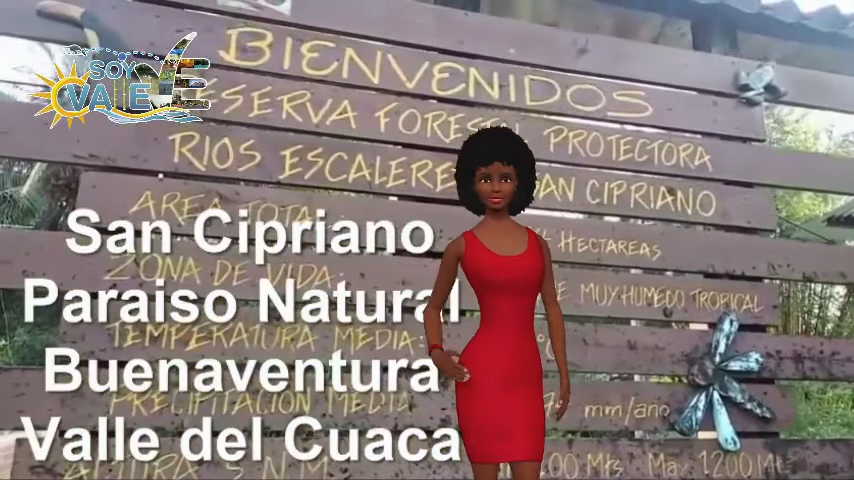 SOY
VALLE
BIENVENIDOS
RESERVA FORESTAL PROTECTORA
RIOS ESCALERETE SAN CIPRIANO
AREA TOTAL HECTAREAS
San Cipriano
ZONA DE VIDA: MUY HUMEDO TROPICAL
Paraiso Natural
TEMPERATURA MEDIA:
Buenaventura
PRECIPITACION MEDIA mm/año
Valle del Cuaca
ALTURA S.N.M. Mts Max 1200 Mt